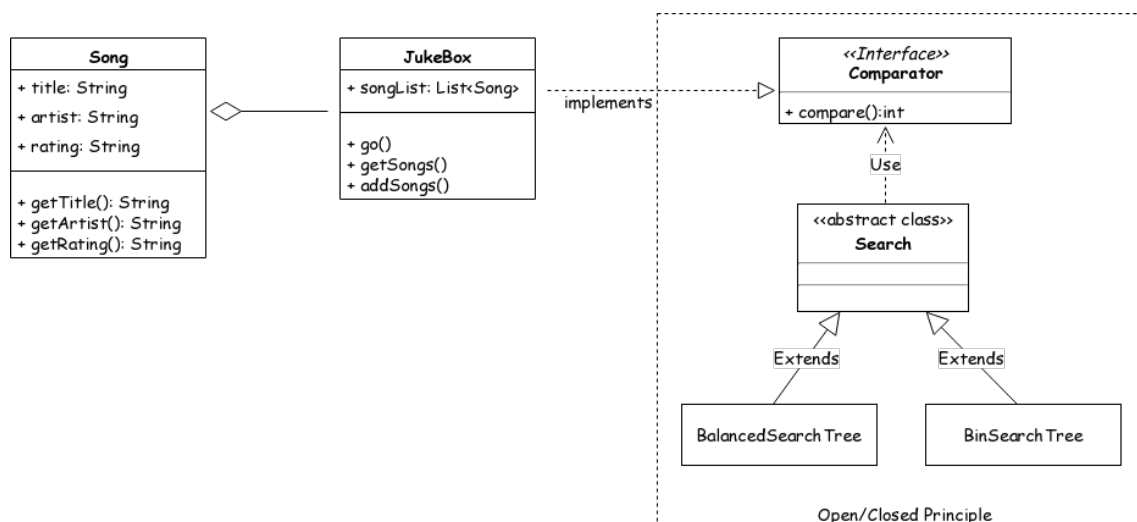 Song
+ title: String
+ artist: String
+ rating: String
+ getTitle(): String
+ getArtist(): String
+ getRating(): String
JukeBox
+ songList: List<Song>
+ go()
+ getSongs()
+ addSongs()
implements
<<Interface>>
Comparator
+ compare():int
Use
<<abstract class>>
Search
Extends
Extends
BalancedSearch Tree
BinSearch Tree
Open/Closed Principle